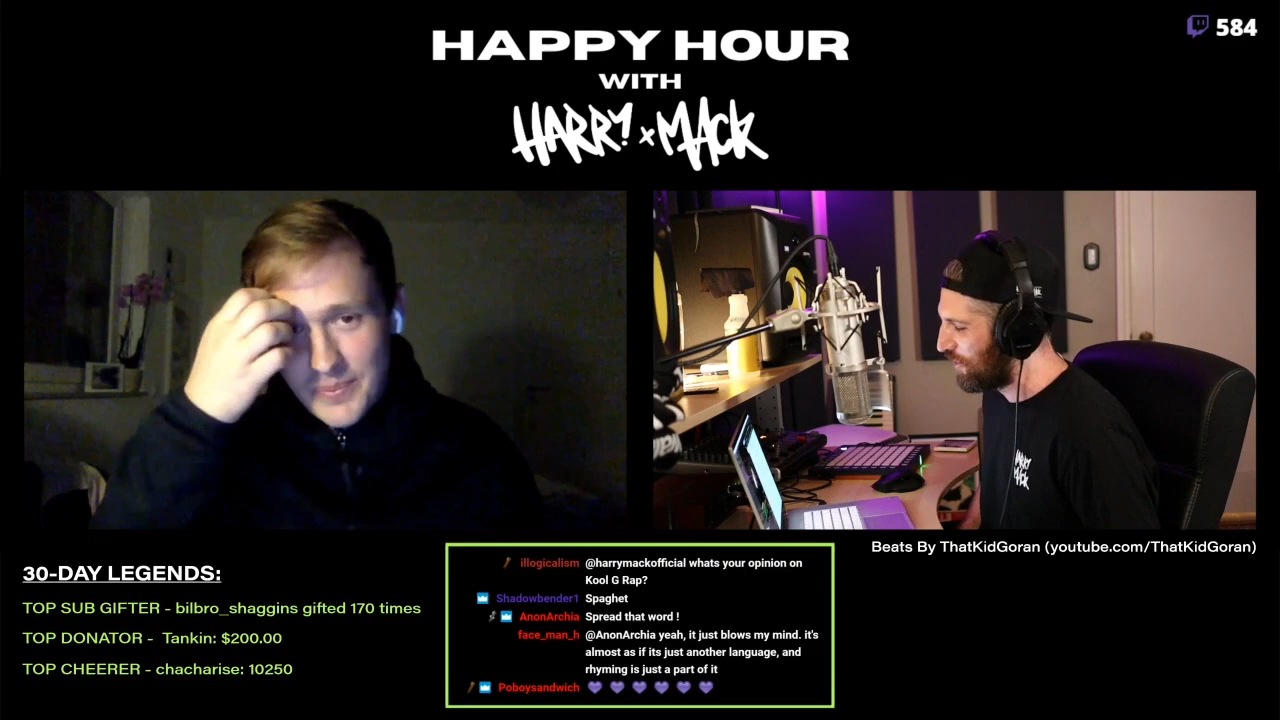 HAPPY HOUR
WITH
HARRY x MACK
584
30-DAY LEGENDS:
TOP SUB GIFTER - bilbro_shaggins gifted 170 times
TOP DONATOR -  Tankin: $200.00
TOP CHEERER - chacharise: 10250
illogicalism @harrymackofficial whats your opinion on
Kool G Rap?
Shadowbender1 Spaghet
AnonArchia Spread that word !
face_man_h @AnonArchia yeah, it just blows my mind. it's
almost as if its just another language, and
rhyming is just a part of it
Poboysandwich
Beats By ThatKidGoran (youtube.com/ThatKidGoran)
HARRY
MACK